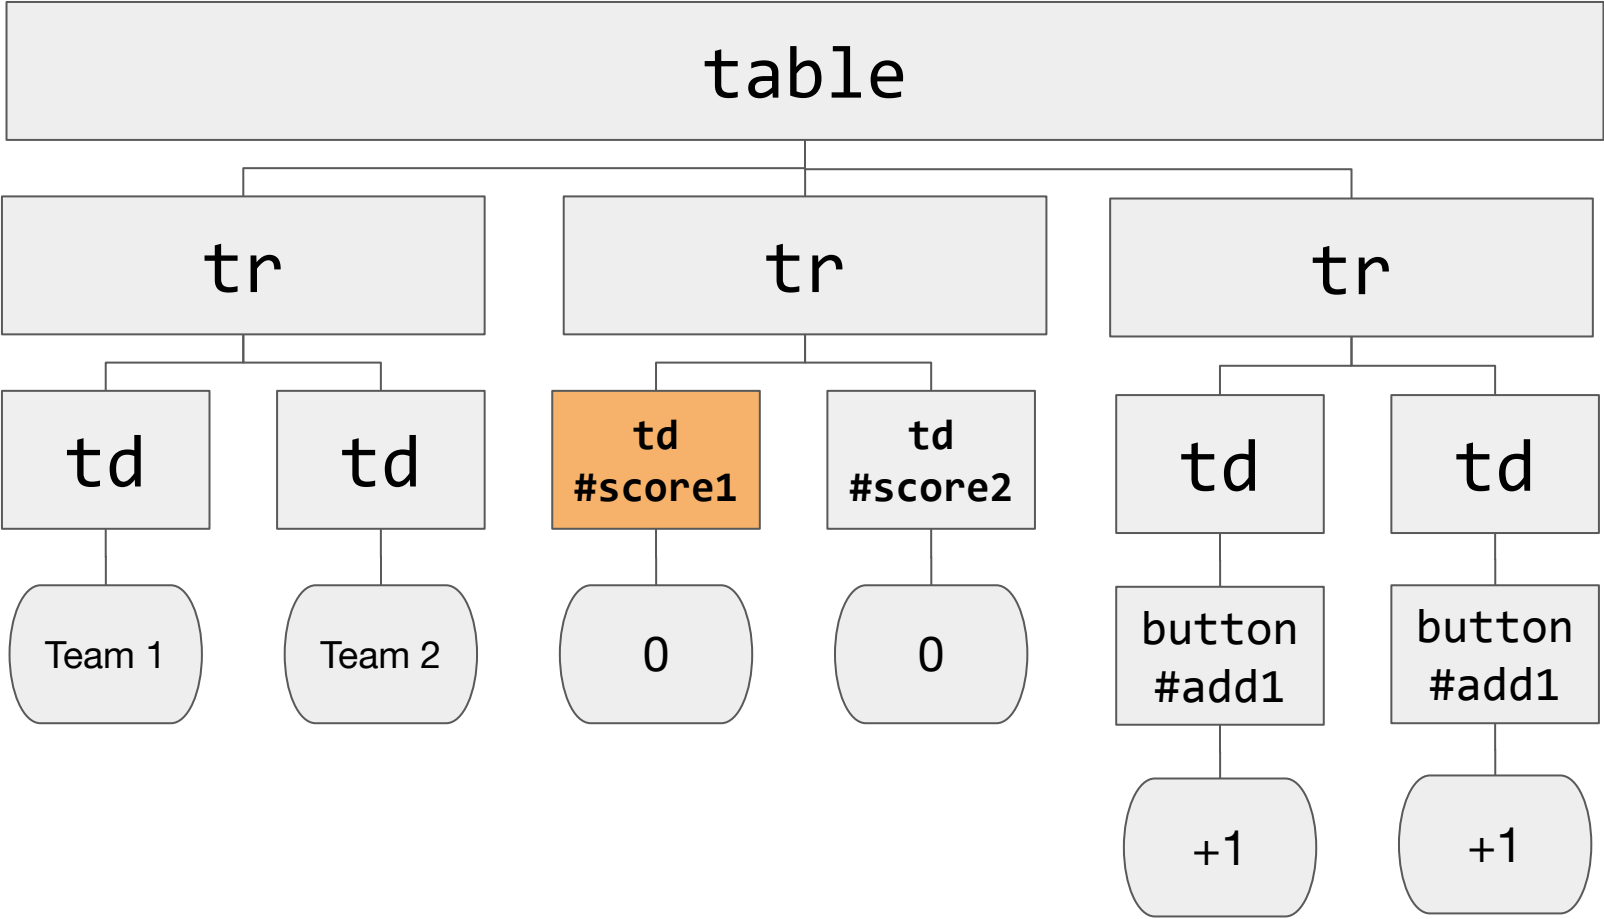 table
tr
tr
tr
td
td
td
#score1
td
#score2
td
td
Team 1
Team 2
0
0
button
#add1
button
#add1
+1
+1